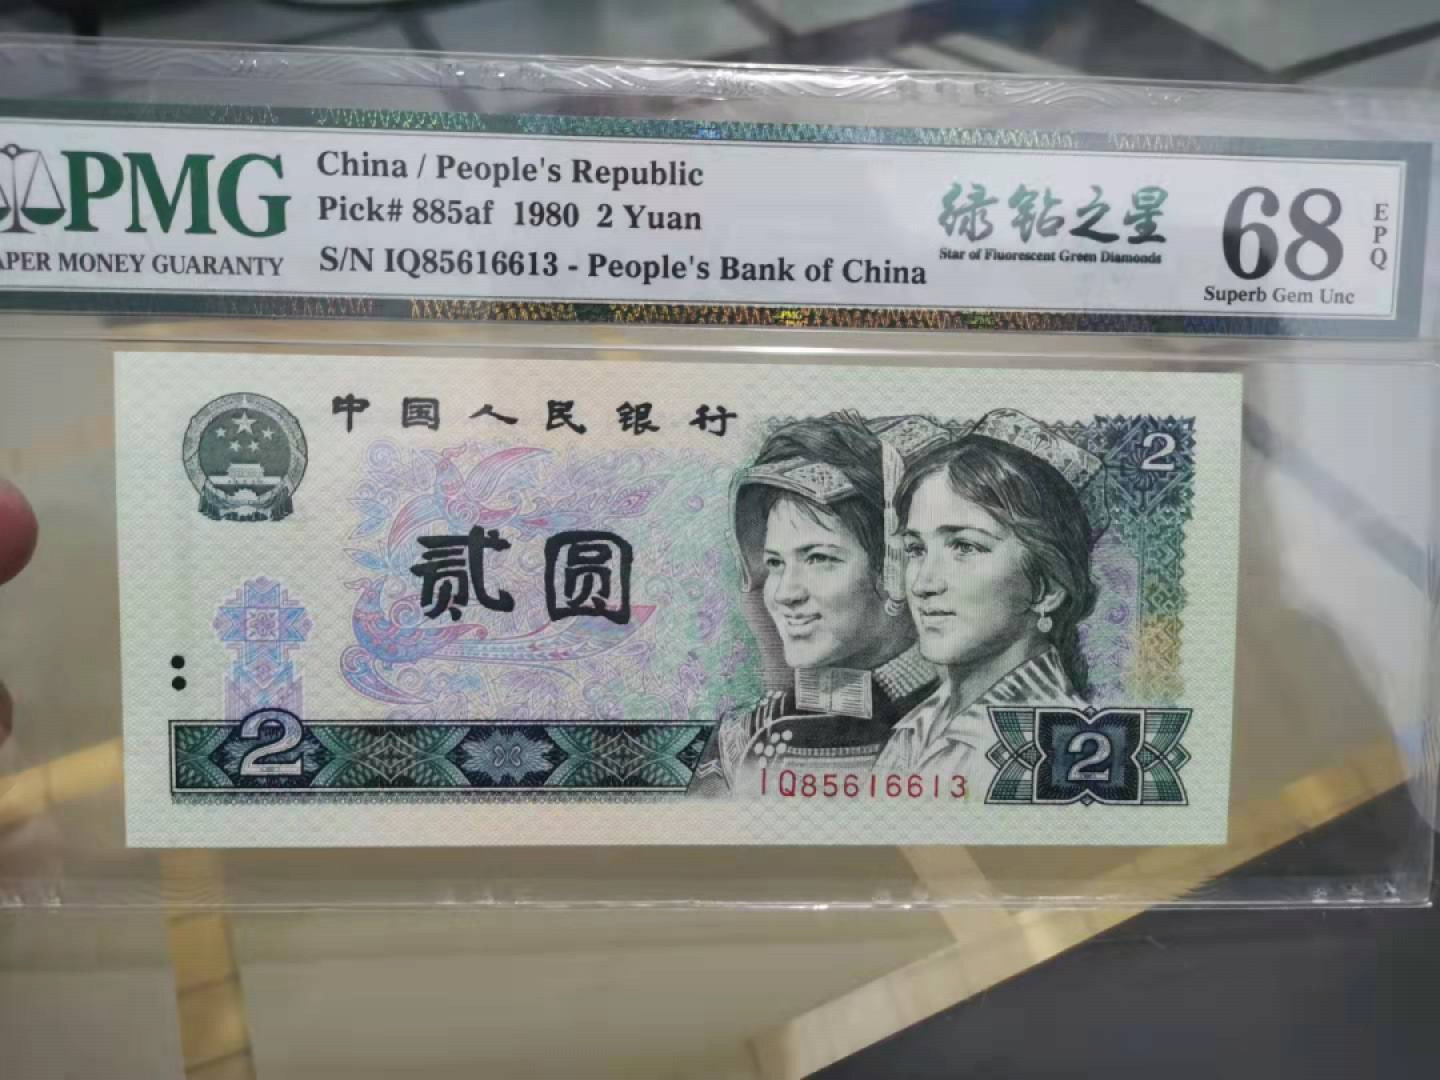 PMG
PAPER MONEY GUARANTY
China / People's Republic
Pick# 885af 1980 2 Yuan
S/N IQ85616613 - People's Bank of China
绿钻之星
Star of Fluorescent Green Diamonds
68
EPQ
Superb Gem Unc
PMG
中国人民银行
2
贰圆
2
IQ85616613
2